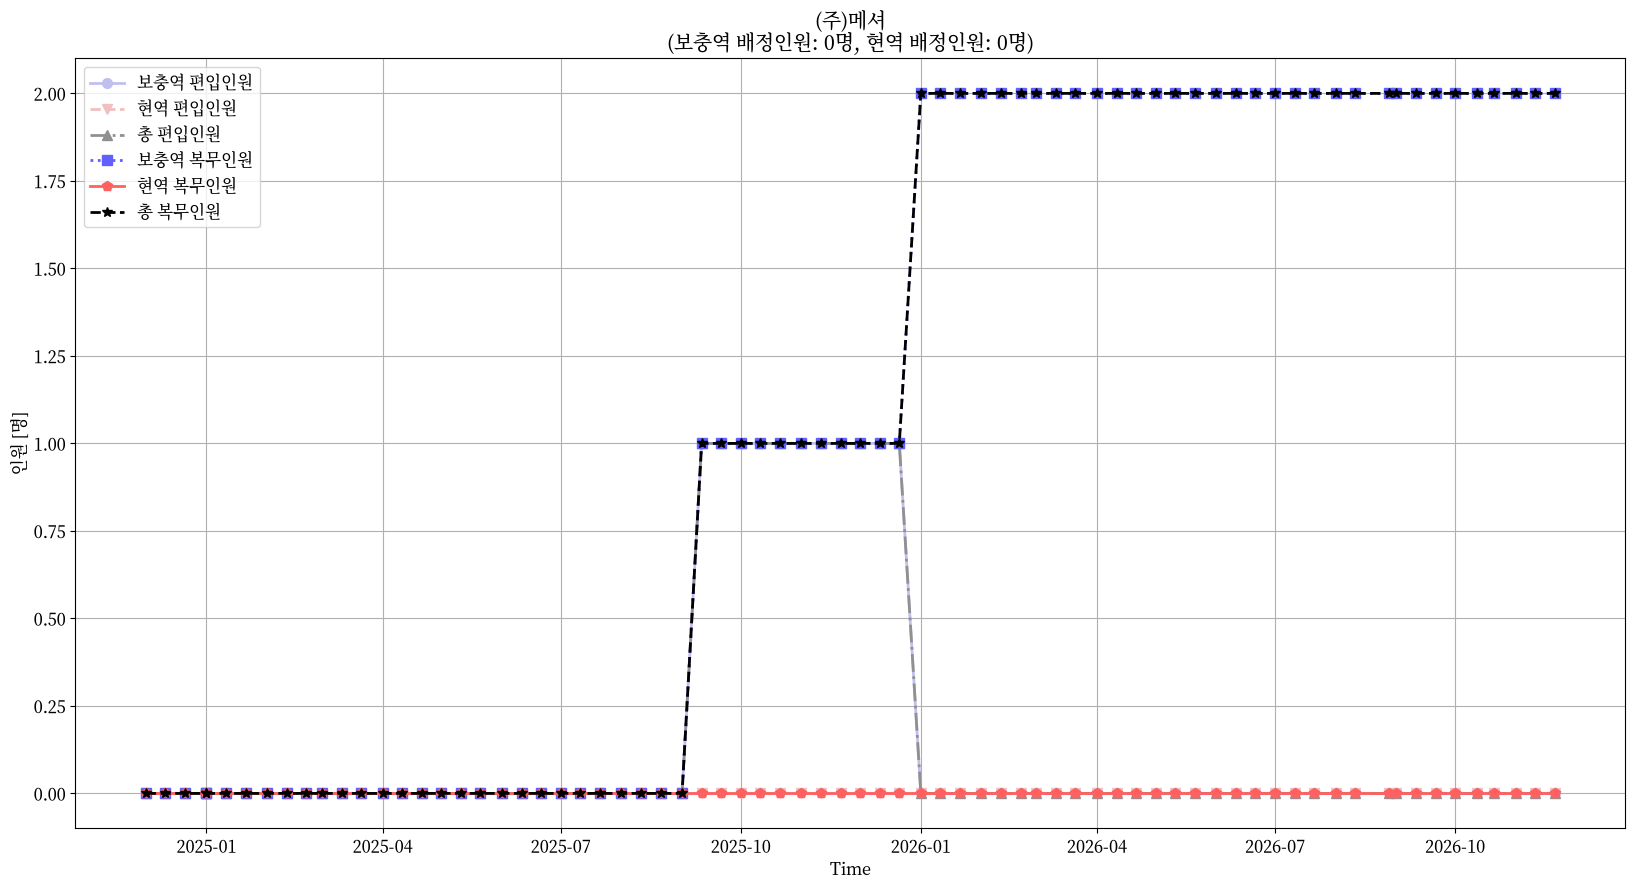 (주)메셔
(보충역 배정인원: 0명, 현역 배정인원: 0명)
보충역 편입인원
현역 편입인원
총 편입인원
보충역 복무인원
현역 복무인원
총 복무인원
2.00
1.75
1.50
1.25
1.00
0.75
0.50
0.25
0.00
인원 [명]
2025-01
2025-04
2025-07
2025-10
2026-01
2026-04
2026-07
2026-10
Time